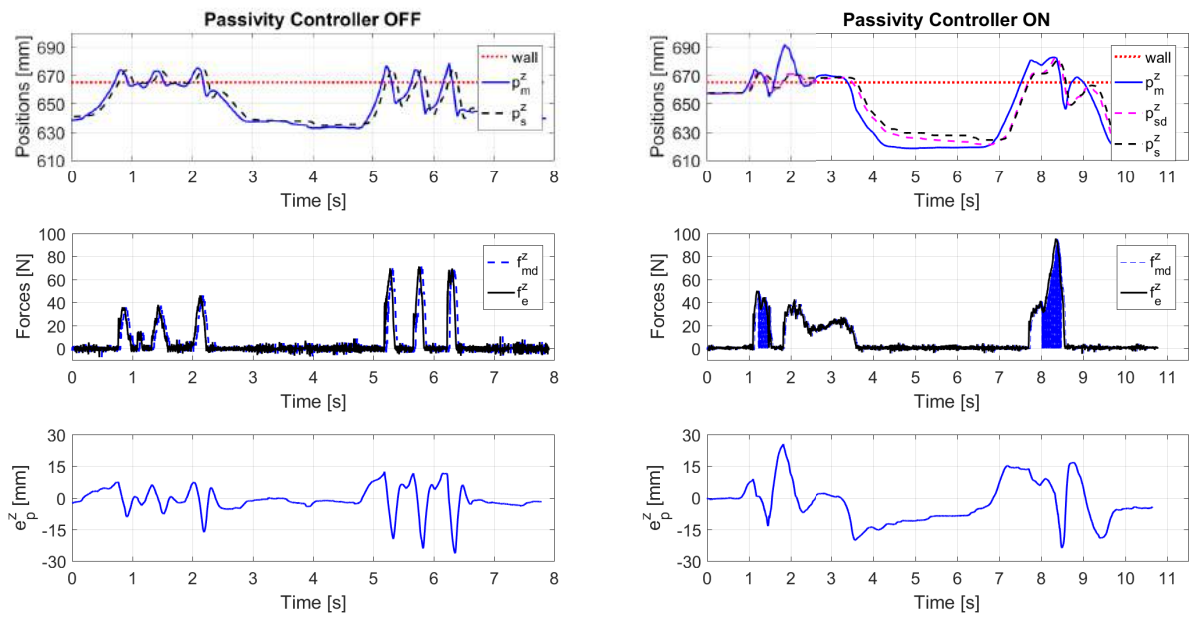 Passivity Controller OFF
Positions [mm]
690
670
650
630
610
wall
p_m^z
p_s^z
0 1 2 3 4 5 6 7 8
Time [s]
Passivity Controller ON
Positions [mm]
690
670
650
630
610
wall
p_m^z
p_sd^z
p_s^z
0 1 2 3 4 5 6 7 8 9 10 11
Time [s]
Forces [N]
100
80
60
40
20
0
f_md^z
f_e^z
0 1 2 3 4 5 6 7 8
Time [s]
Forces [N]
100
80
60
40
20
0
f_md^z
f_e^z
0 1 2 3 4 5 6 7 8 9 10 11
Time [s]
e_p^z [mm]
30
15
0
-15
-30
0 1 2 3 4 5 6 7 8
Time [s]
e_p^z [mm]
30
15
0
-15
-30
0 1 2 3 4 5 6 7 8 9 10 11
Time [s]